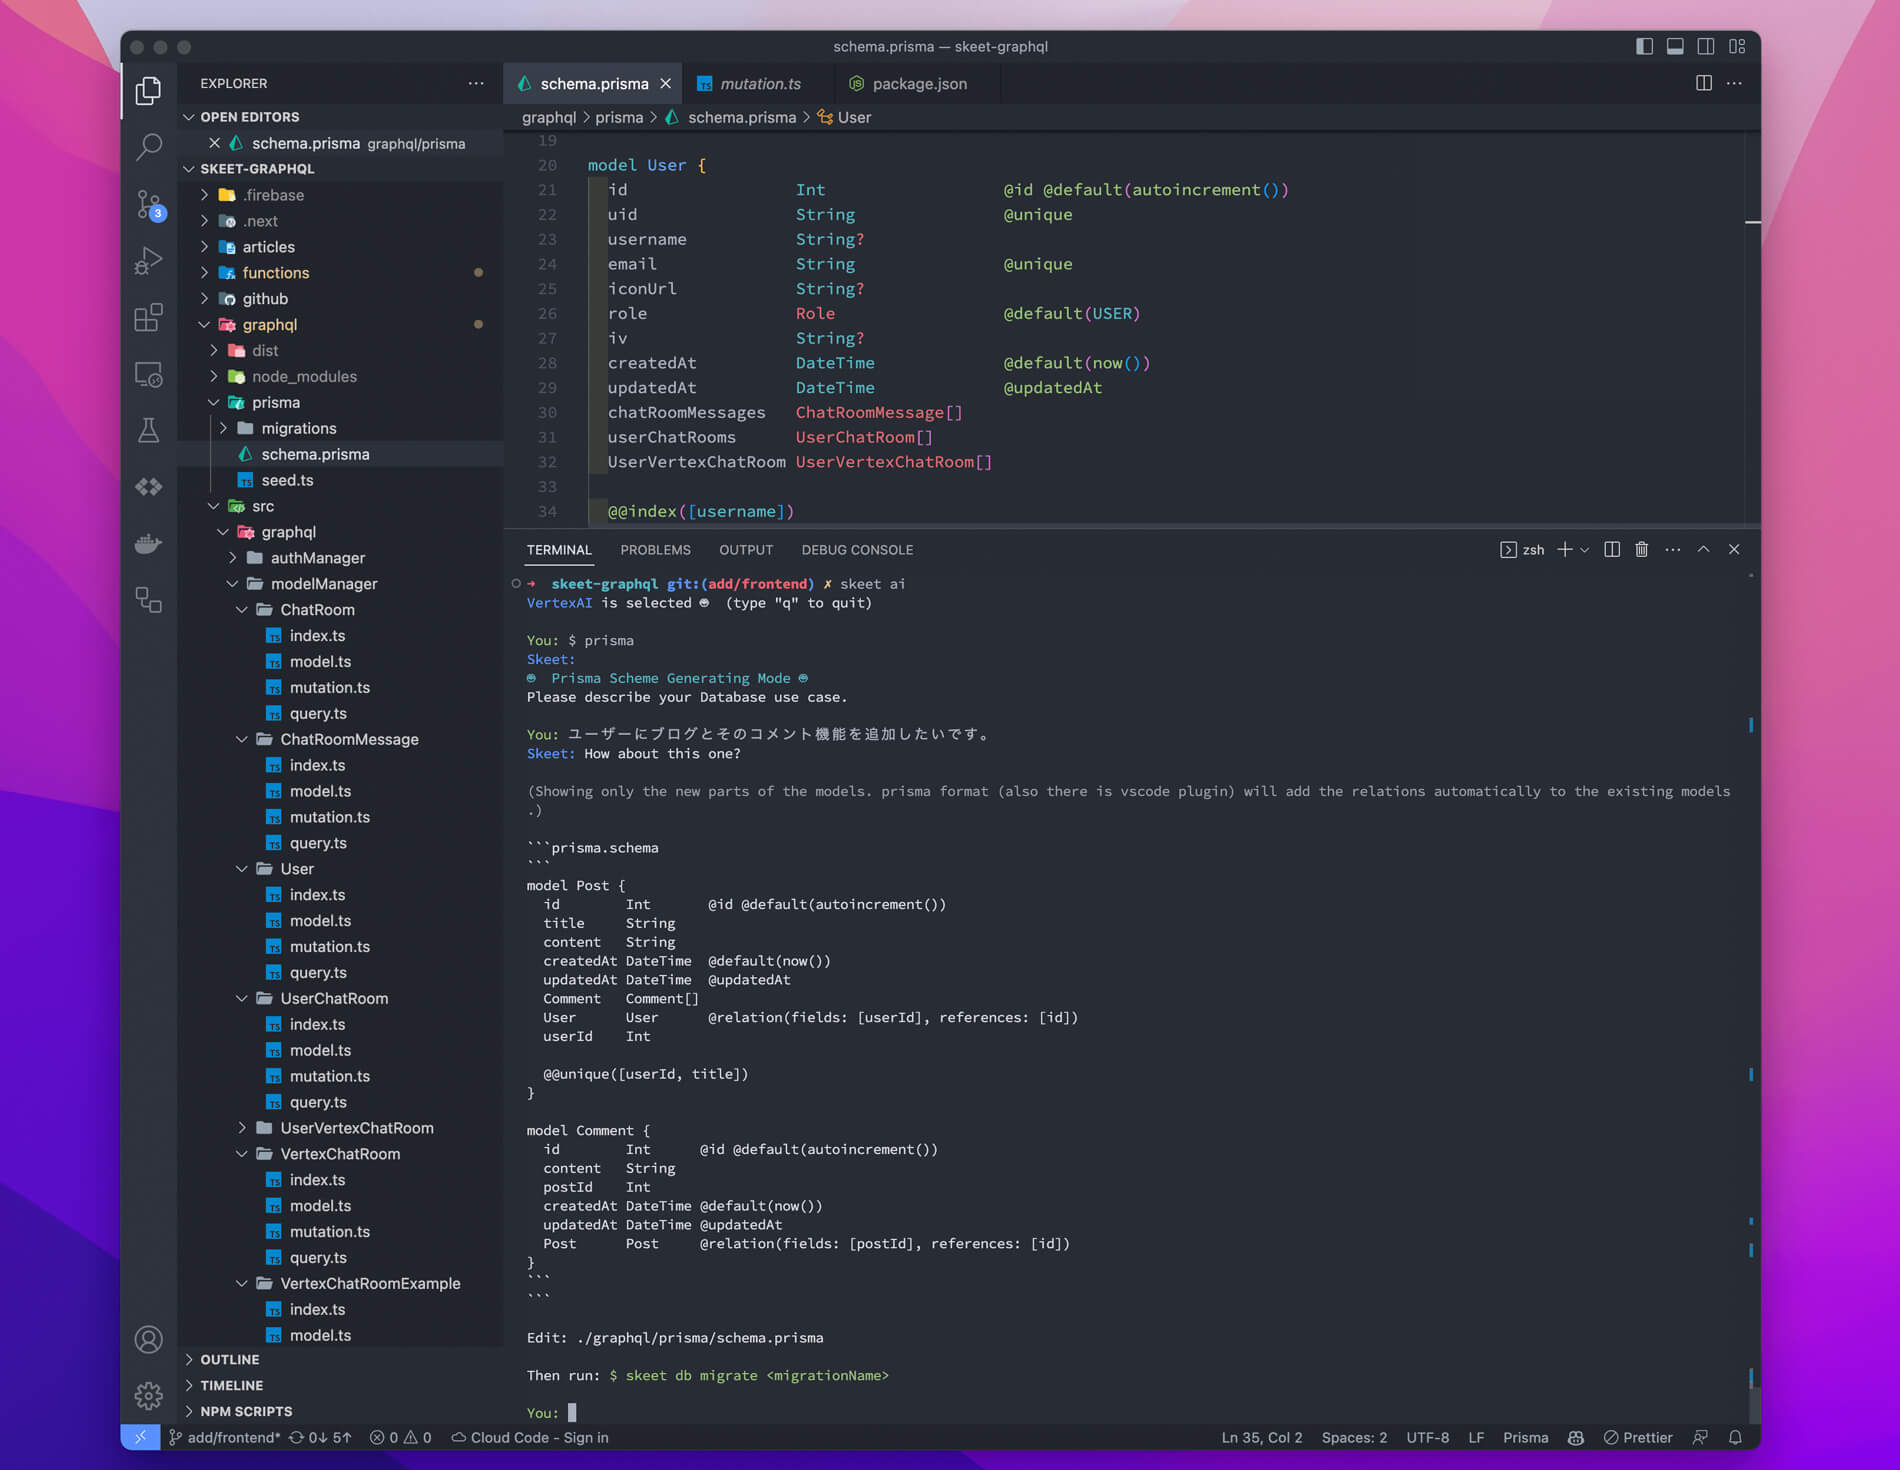 schema.prisma — skeet-graphql
EXPLORER
OPEN EDITORS
schema.prisma graphql/prisma
SKEET-GRAPHQL
.firebase
.next
articles
functions
github
graphql
dist
node_modules
prisma
migrations
schema.prisma
seed.ts
src
graphql
authManager
modelManager
ChatRoom
index.ts
model.ts
mutation.ts
query.ts
ChatRoomMessage
index.ts
model.ts
mutation.ts
query.ts
User
index.ts
model.ts
mutation.ts
query.ts
UserChatRoom
index.ts
model.ts
mutation.ts
query.ts
UserVertexChatRoom
VertexChatRoom
index.ts
model.ts
mutation.ts
query.ts
VertexChatRoomExample
index.ts
model.ts
OUTLINE
TIMELINE
NPM SCRIPTS
3
schema.prisma mutation.ts package.json
graphql > prisma > schema.prisma > User
19
20 model User {
21 id Int @id @default(autoincrement())
22 uid String @unique
23 username String?
24 email String @unique
25 iconUrl String?
26 role Role @default(USER)
27 iv String?
28 createdAt DateTime @default(now())
29 updatedAt DateTime @updatedAt
30 chatRoomMessages ChatRoomMessage[]
31 userChatRooms UserChatRoom[]
32 UserVertexChatRoom UserVertexChatRoom[]
33
34 @@index([username])
TERMINAL PROBLEMS OUTPUT DEBUG CONSOLE zsh
→ skeet-graphql git:(add/frontend) ✗ skeet ai
VertexAI is selected (type "q" to quit)
You: $ prisma
Skeet:
Prisma Scheme Generating Mode
Please describe your Database use case.
You: ユーザーにブログとそのコメント機能を追加したいです。
Skeet: How about this one?
(Showing only the new parts of the models. prisma format (also there is vscode plugin) will add the relations automatically to the existing models
.)
```prisma.schema
```
model Post {
id Int @id @default(autoincrement())
title String
content String
createdAt DateTime @default(now())
updatedAt DateTime @updatedAt
Comment Comment[]
User User @relation(fields: [userId], references: [id])
userId Int
@@unique([userId, title])
}
model Comment {
id Int @id @default(autoincrement())
content String
postId Int
createdAt DateTime @default(now())
updatedAt DateTime @updatedAt
Post Post @relation(fields: [postId], references: [id])
}
```
```
Edit: ./graphql/prisma/schema.prisma
Then run: $ skeet db migrate <migrationName>
You:
add/frontend* 0↓ 5↑ 0 0 Cloud Code - Sign in Ln 35, Col 2 Spaces: 2 UTF-8 LF Prisma Prettier